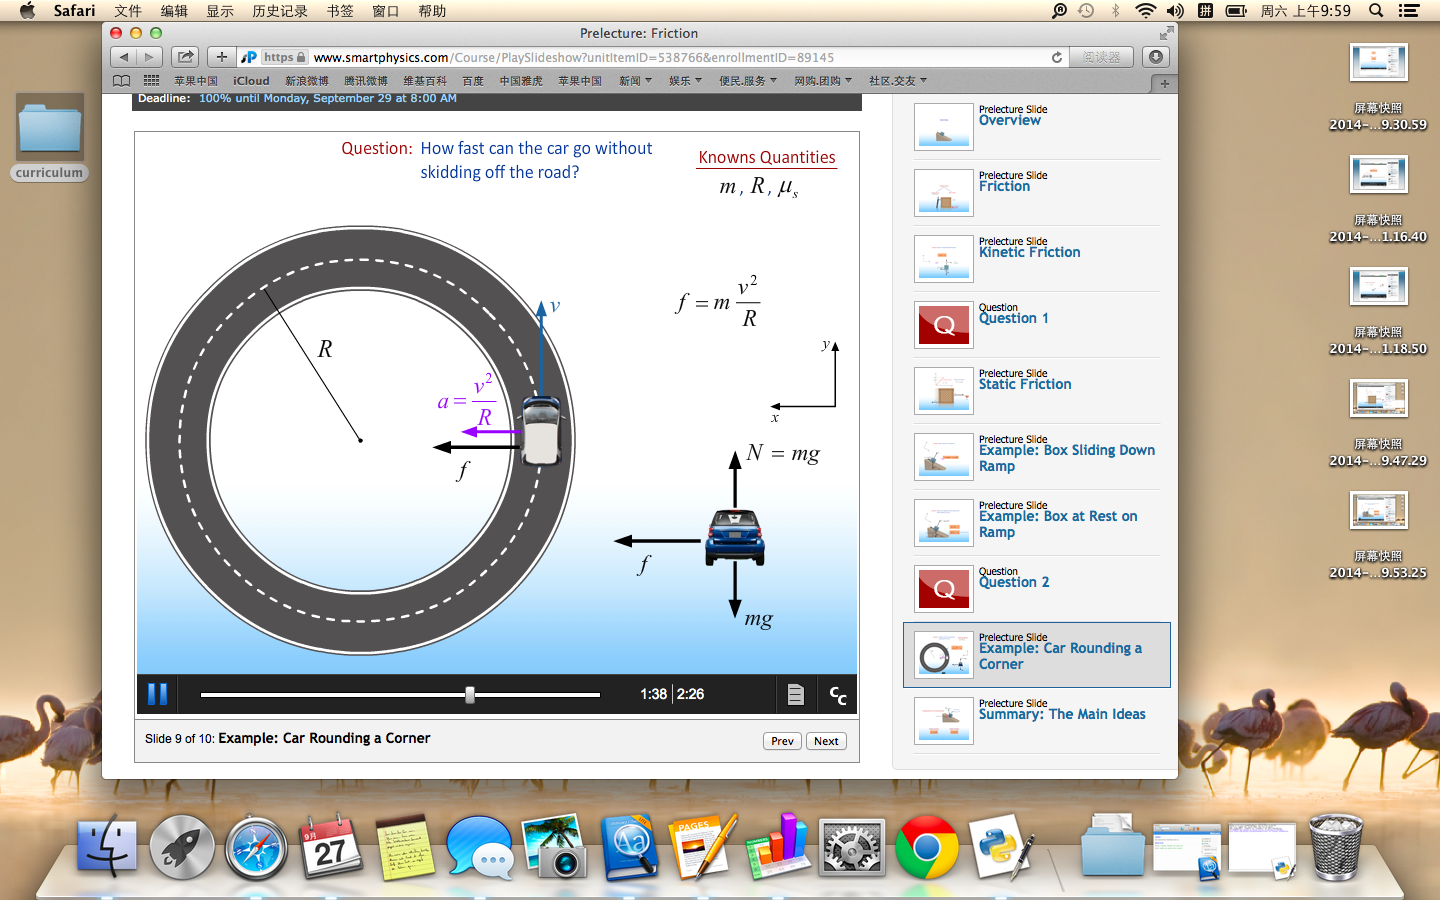 Safari 文件 编辑 显示 历史记录 书签 窗口 帮助
拼 周六 上午9:59
Prelecture: Friction
https www.smartphysics.com/Course/PlaySlideshow?unitItemID=538766&enrollmentID=89145 阅读器
苹果中国 iCloud 新浪微博 腾讯微博 维基百科 百度 中国雅虎 苹果中国 新闻 娱乐 便民.服务 网购.团购 社区.交友
Deadline: 100% until Monday, September 29 at 8:00 AM
Question: How fast can the car go without
skidding off the road?
Knowns Quantities
m , R , μs
f = m v²/R
y
x
R
v
a = v²/R
f
N = mg
f
mg
1:38 2:26
CC
Slide 9 of 10: Example: Car Rounding a Corner
Prev Next
Prelecture Slide
Overview
Prelecture Slide
Friction
Prelecture Slide
Kinetic Friction
Q
Question
Question 1
Prelecture Slide
Static Friction
Prelecture Slide
Example: Box Sliding Down
Ramp
Prelecture Slide
Example: Box at Rest on
Ramp
Q
Question
Question 2
Prelecture Slide
Example: Car Rounding a
Corner
Prelecture Slide
Summary: The Main Ideas
curriculum
屏幕快照
2014-...9.30.59
屏幕快照
2014-...1.16.40
屏幕快照
2014-...1.18.50
屏幕快照
2014-...9.47.29
屏幕快照
2014-...9.53.25
9月
27
Aa
PAGES